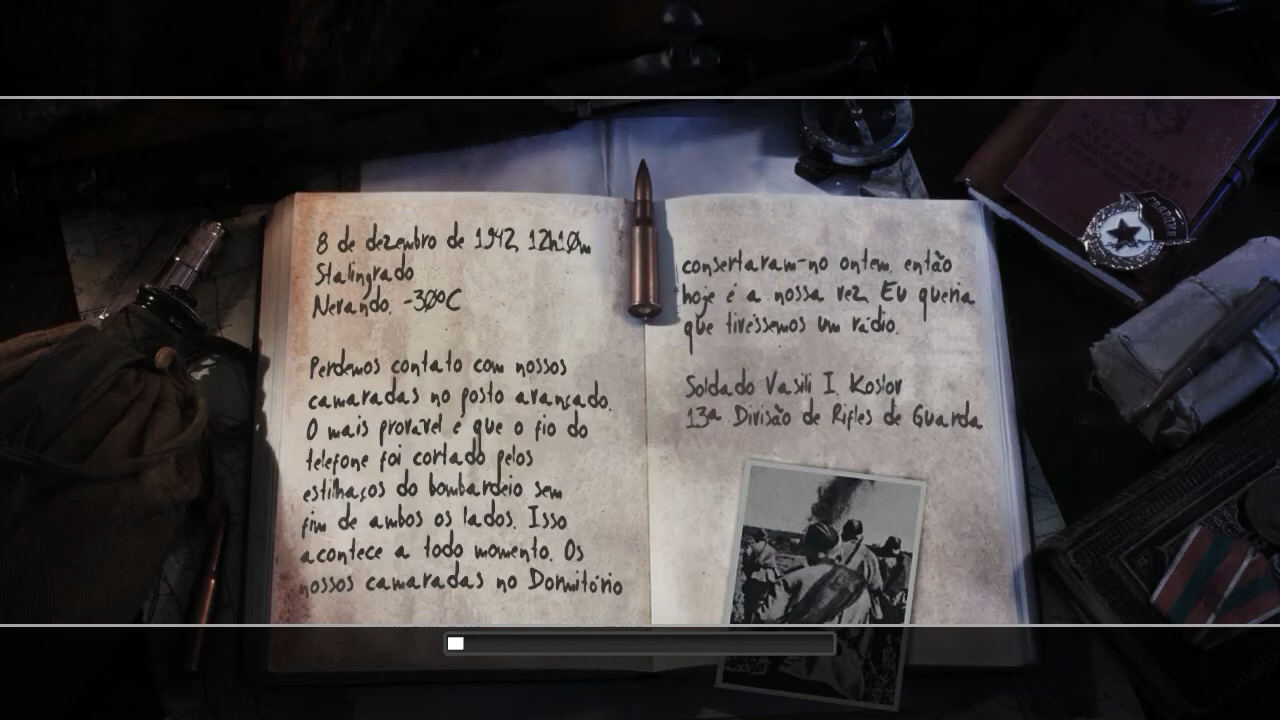 8 de dezembro de 1942, 12h10m
Stalingrado
Nevando. -30ºC
Perdemos contato com nossos
camaradas no posto avançado.
O mais provável é que o fio do
telefone foi cortado pelos
estilhaços do bombardeio sem
fim de ambos os lados. Isso
acontece a todo momento. Os
nossos camaradas no Dormitório
consertaram-no ontem, então
hoje é a nossa vez. Eu queria
que tivéssemos um rádio.
Soldado Vasili I. Koslov
13ª Divisão de Rifles de Guarda